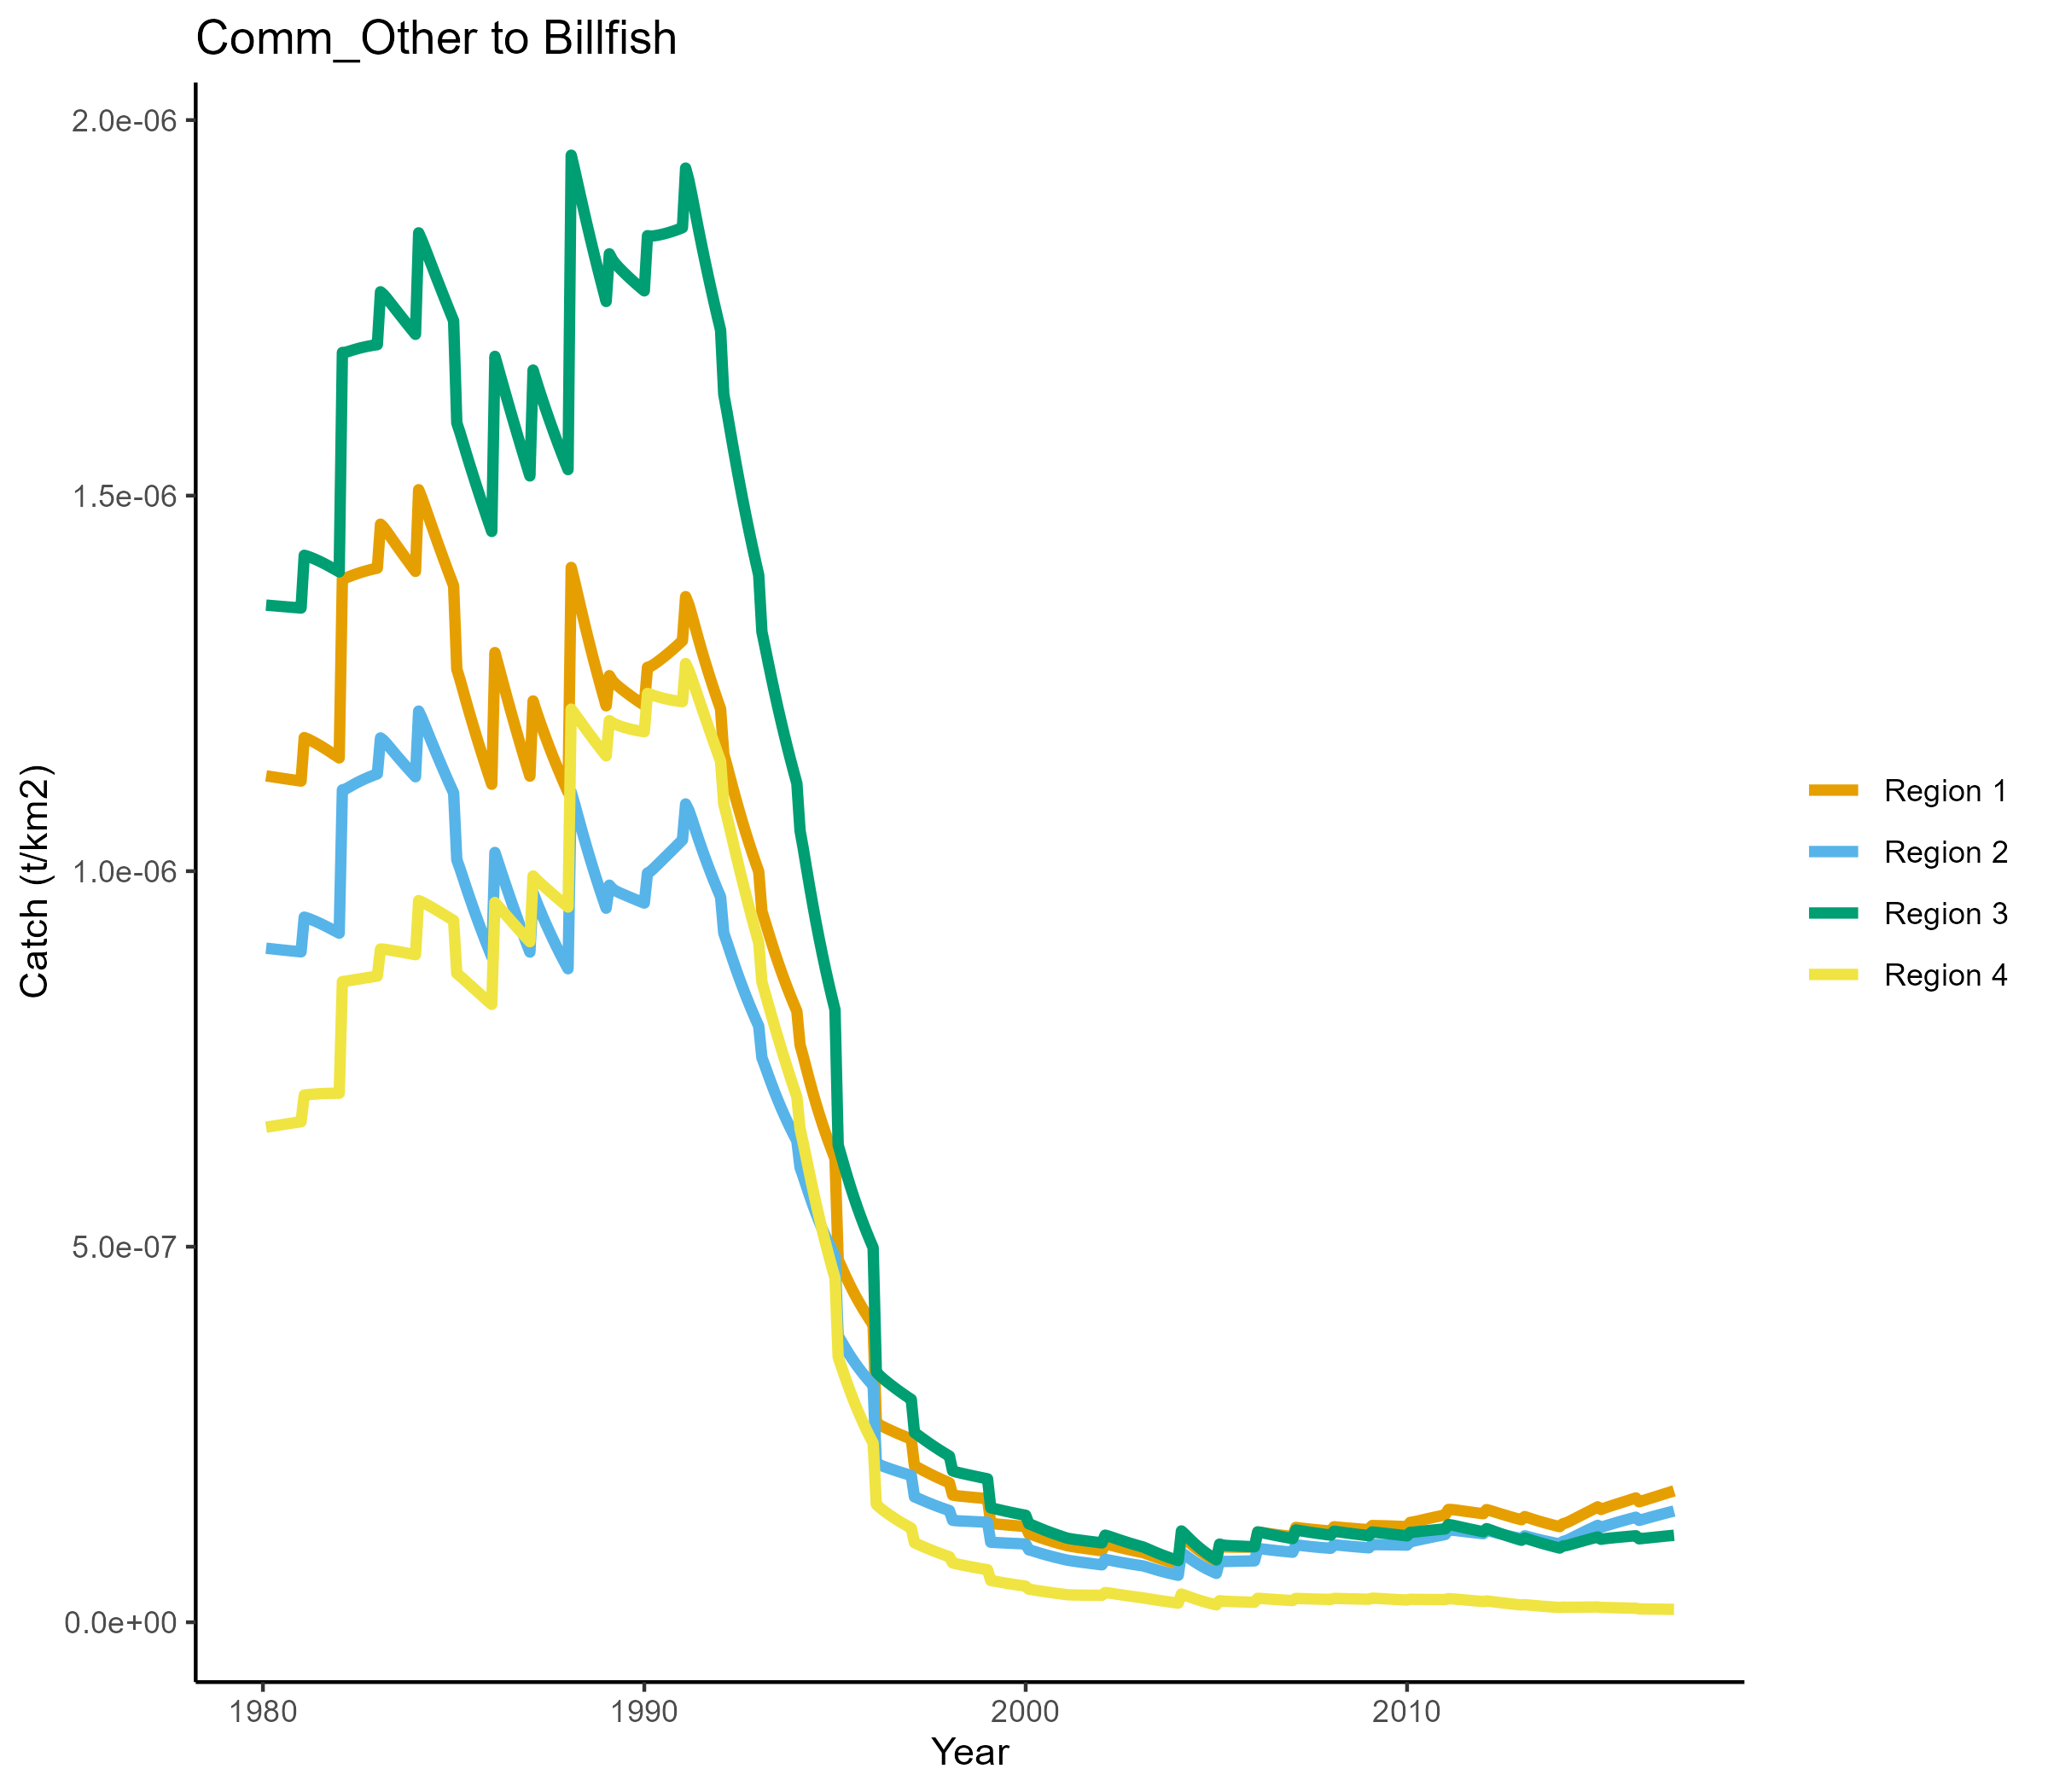 Comm_Other to Billfish
2.0e-06
1.5e-06
1.0e-06
5.0e-07
0.0e+00
Catch (t/km2)
1980
1990
2000
2010
Year
Region 1
Region 2
Region 3
Region 4